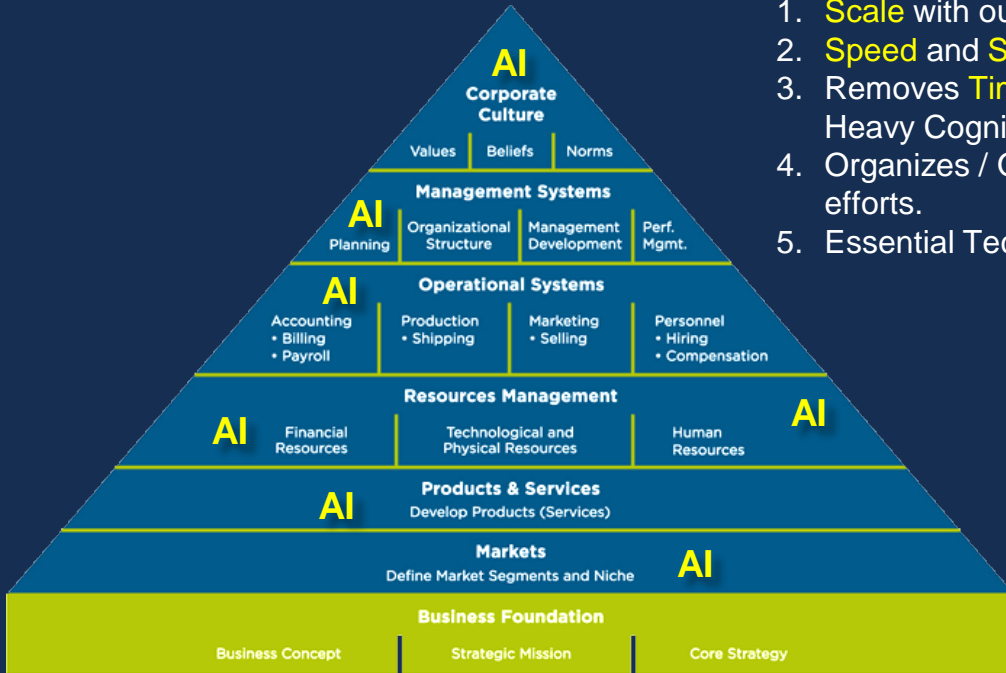 AI
Corporate
Culture
Values Beliefs Norms
Management Systems
AI
Planning
Organizational
Structure
Management
Development
Perf.
Mgmt.
Operational Systems
AI
Accounting
• Billing
• Payroll
Production
• Shipping
Marketing
• Selling
Personnel
• Hiring
• Compensation
Resources Management
AI
Financial
Resources
Technological and
Physical Resources
Human
Resources
AI
Products & Services
AI
Develop Products (Services)
Markets
Define Market Segments and Niche
AI
Business Foundation
Business Concept Strategic Mission Core Strategy
1. Scale with
2. Speed and
3. Removes
Heavy
4. Organizes /
efforts.
5. Essential